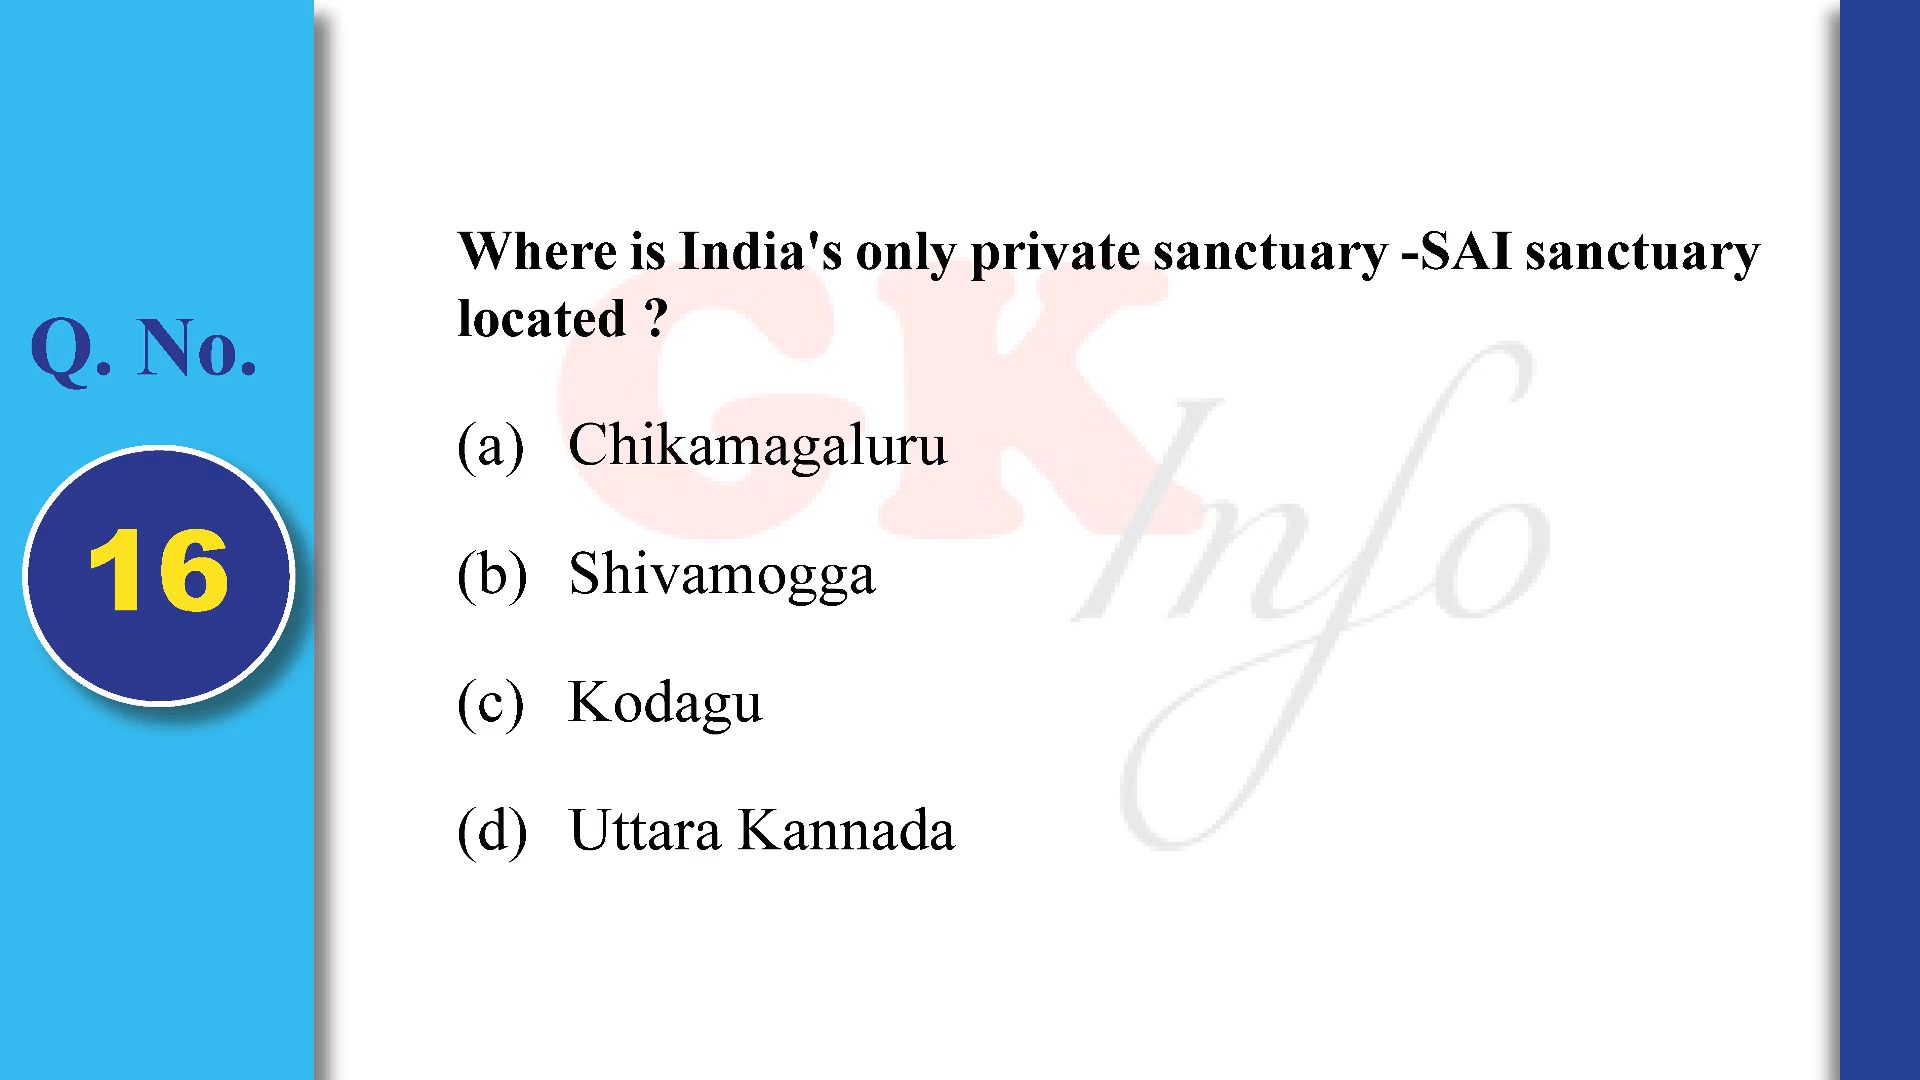 Q. No.
16
Where is India's only private sanctuary -SAI sanctuary
located ?
(a) Chikamagaluru
(b) Shivamogga
(c) Kodagu
(d) Uttara Kannada
GK
Info